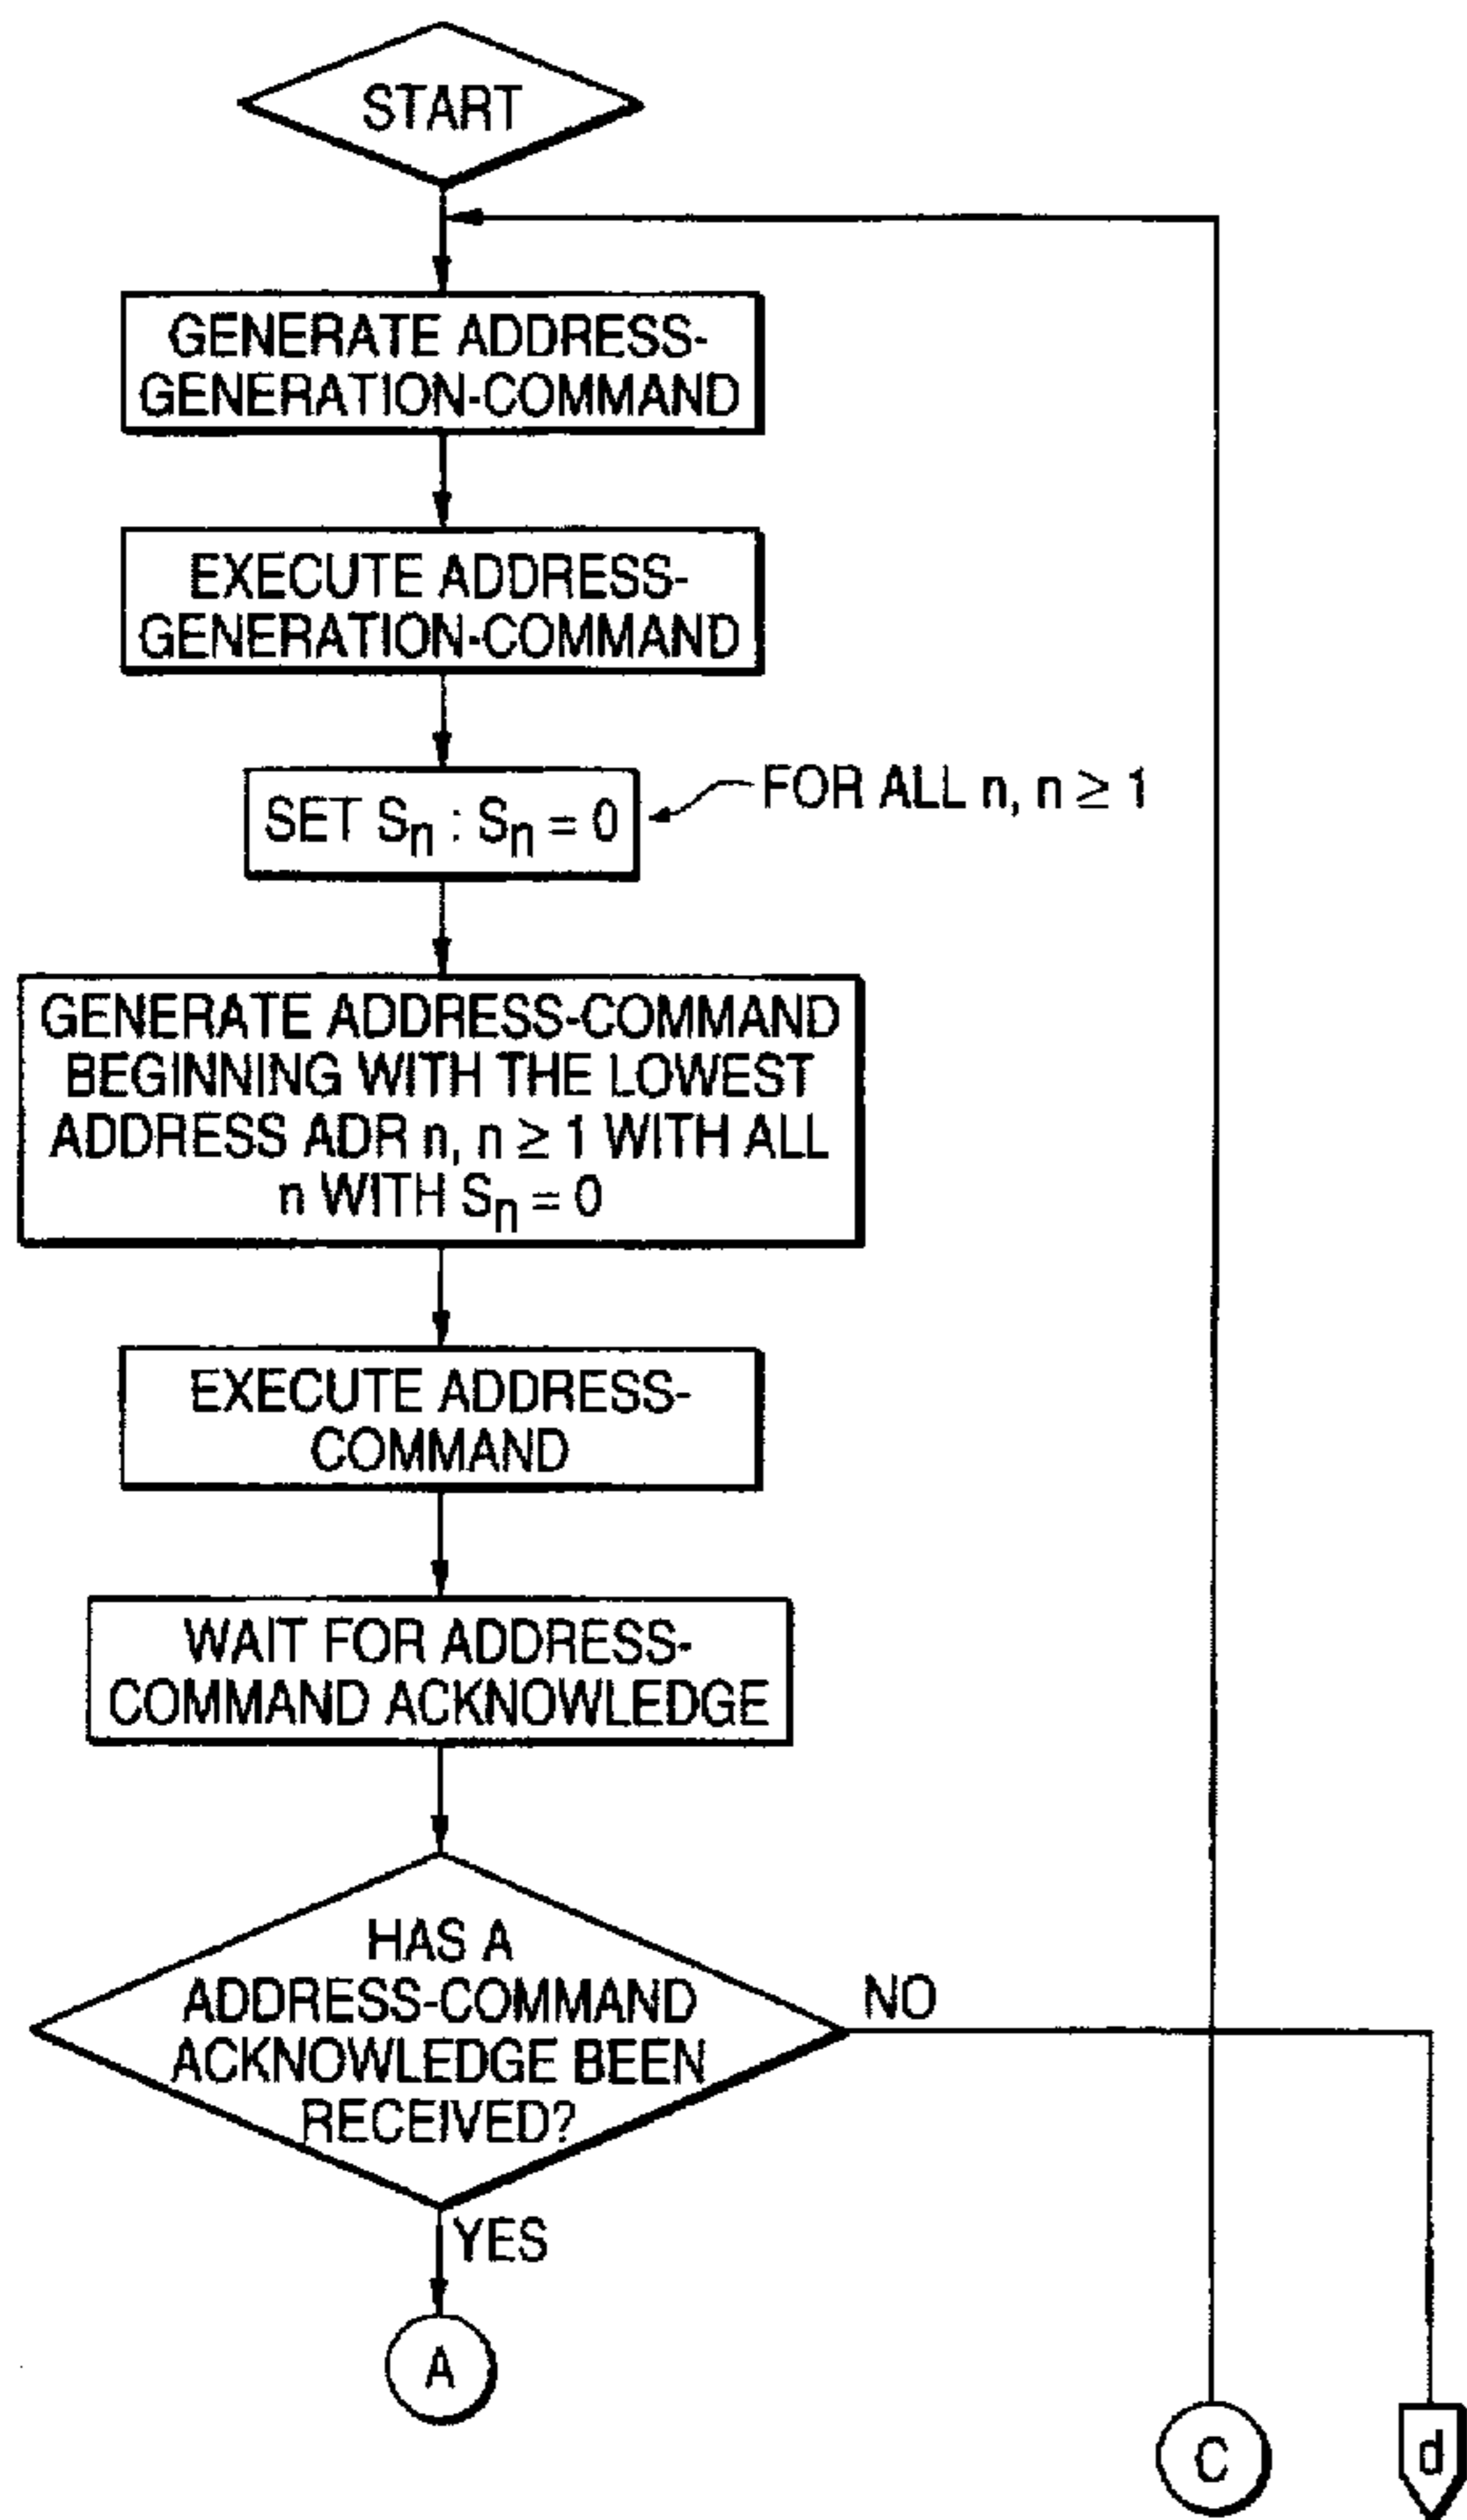 START
GENERATE ADDRESS-
GENERATION-COMMAND
EXECUTE ADDRESS-
GENERATION-COMMAND
SET Sn : Sn = 0
FOR ALL n, n ≥ 1
GENERATE ADDRESS-COMMAND
BEGINNING WITH THE LOWEST
ADDRESS ADR n, n ≥ 1 WITH ALL
n WITH Sn = 0
EXECUTE ADDRESS-
COMMAND
WAIT FOR ADDRESS-
COMMAND ACKNOWLEDGE
HAS A
ADDRESS-COMMAND
ACKNOWLEDGE BEEN
RECEIVED?
NO
YES
A
C
d